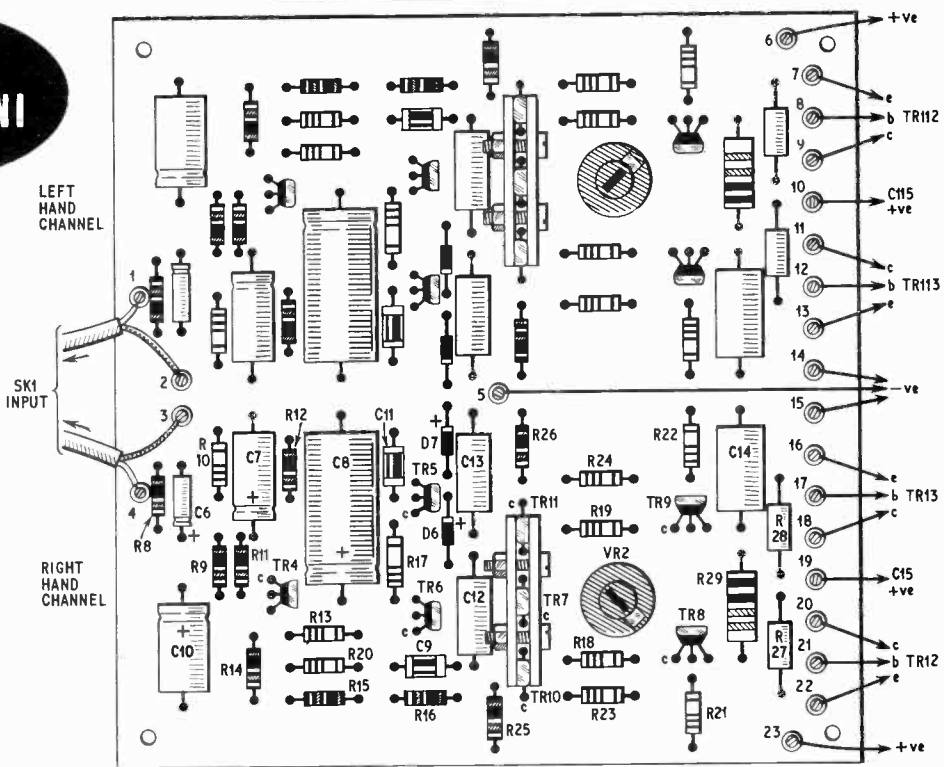 NI
+ve
6
7
e
8
b TR112
9
c
LEFT
HAND
CHANNEL
10
C115
+ve
11
c
12
b TR113
1
13
e
14
SK1
INPUT
2
5
-ve
3
15
R12
C11
D7
+
R26
R22
C14
16
R
10
C7
C8
C13
TR5
R24
e
4
+
C6
+
c
D6
+
c
TR11
R19
TR9
c
17
b TR13
R8
+
R
28
18
c
R9
R11
TR4
R17
VR2
RIGHT
HAND
CHANNEL
c
TR6
C12
TR7
R29
19
C15
+ve
R13
c
c
TR8
20
+
C10
C9
R18
c
R
27
c
R14
R20
21
b TR12
R15
R16
TR10
R23
22
e
c
R25
R21
23
+ve